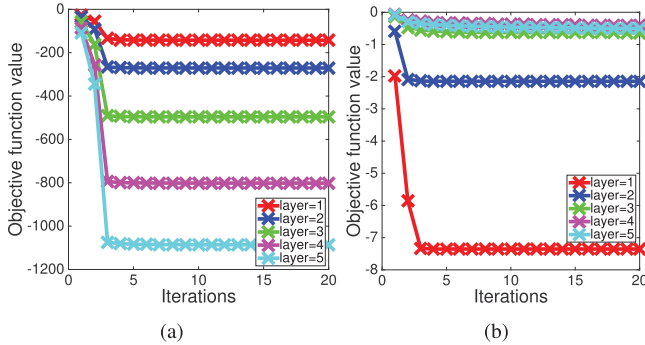 0
-200
-400
-600
-800
-1000
-1200
0
5
10
15
20
Objective function value
Iterations
layer=1
layer=2
layer=3
layer=4
layer=5
(a)
0
-1
-2
-3
-4
-5
-6
-7
-8
0
5
10
15
20
Objective function value
Iterations
layer=1
layer=2
layer=3
layer=4
layer=5
(b)